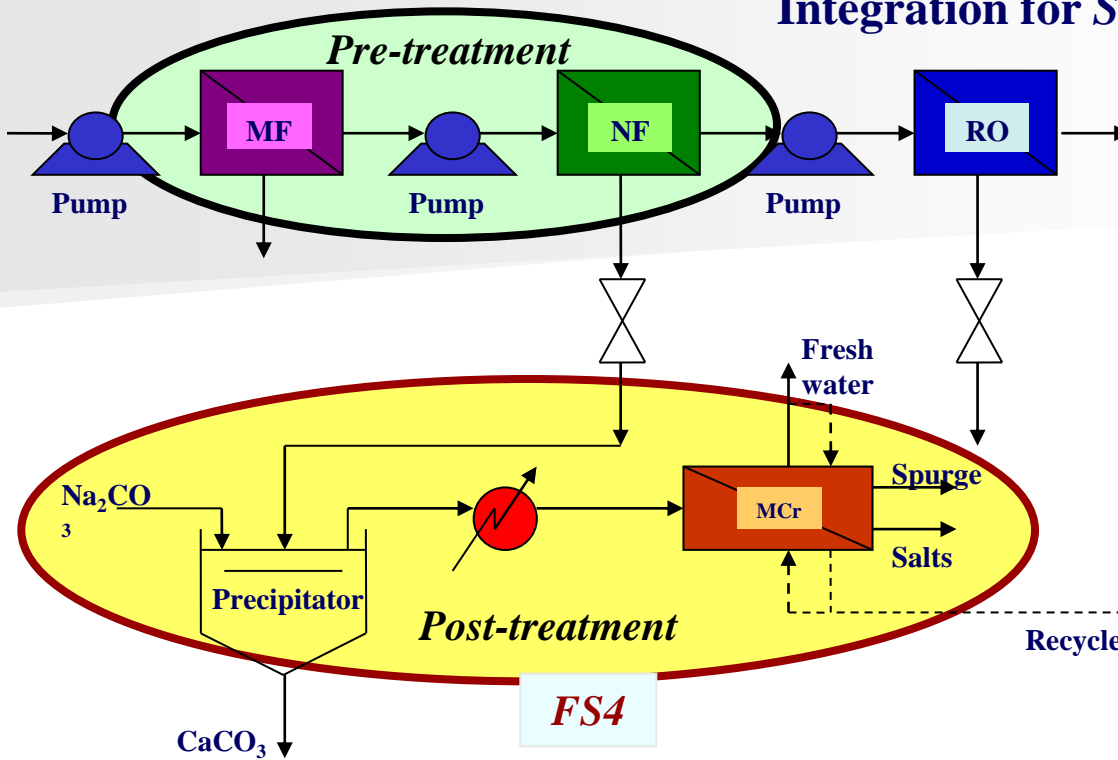 Integration for S
Pre-treatment
MF
NF
RO
Pump
Pump
Pump
Fresh
water
Na₂CO
₃
Spurge
MCr
Salts
Precipitator
Post-treatment
Recycle
FS4
CaCO₃